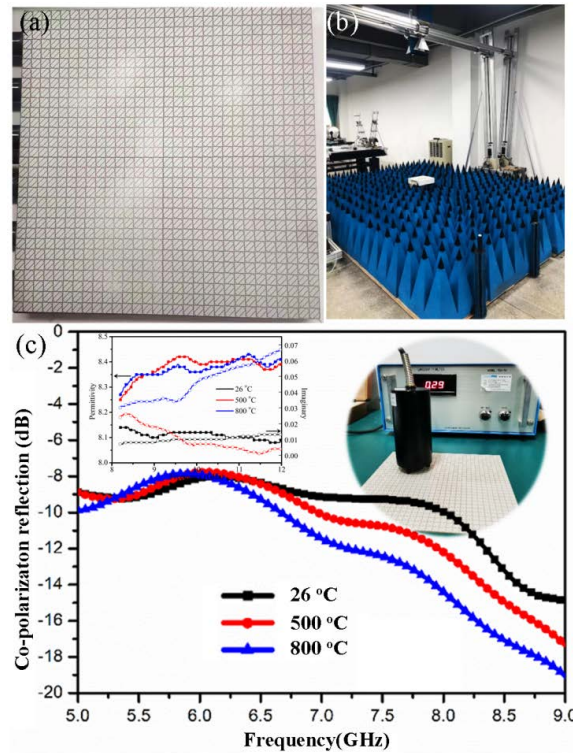 (a)
(b)
(c)
0
-2
-4
-6
-8
-10
-12
-14
-16
-18
-20
Co-polarizaton reflection (dB)
5.0 5.5 6.0 6.5 7.0 7.5 8.0 8.5 9.0
Frequency(GHz)
26 °C
500 °C
800 °C
8.5
8.4
8.3
8.2
8.1
8.0
Permittivity
8 9 10 11 12
0.07
0.06
0.05
0.04
0.03
0.02
0.01
0.00
Imaginary
26 °C
500 °C
800 °C
0.29